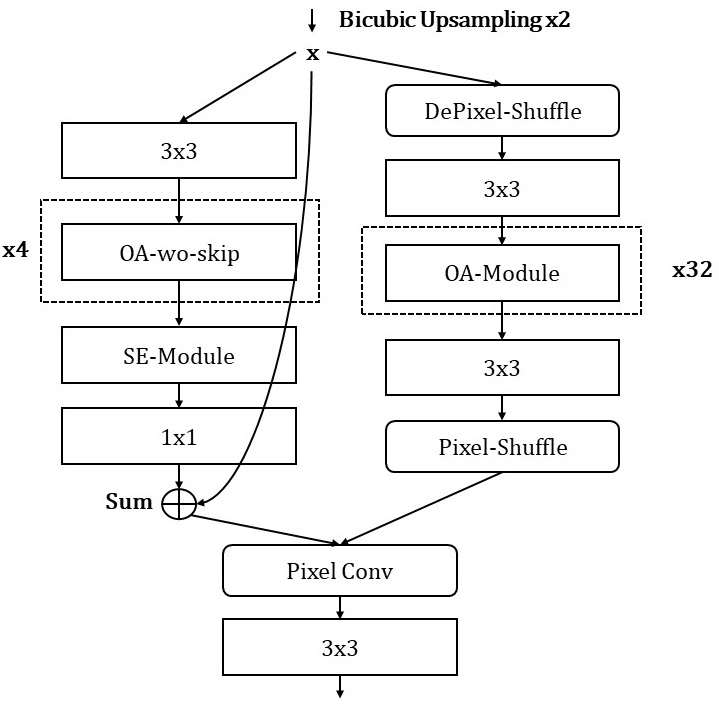 Bicubic Upsampling x2
x
3x3
x4
OA-wo-skip
SE-Module
1x1
Sum
DePixel-Shuffle
3x3
OA-Module
x32
3x3
Pixel-Shuffle
Pixel Conv
3x3